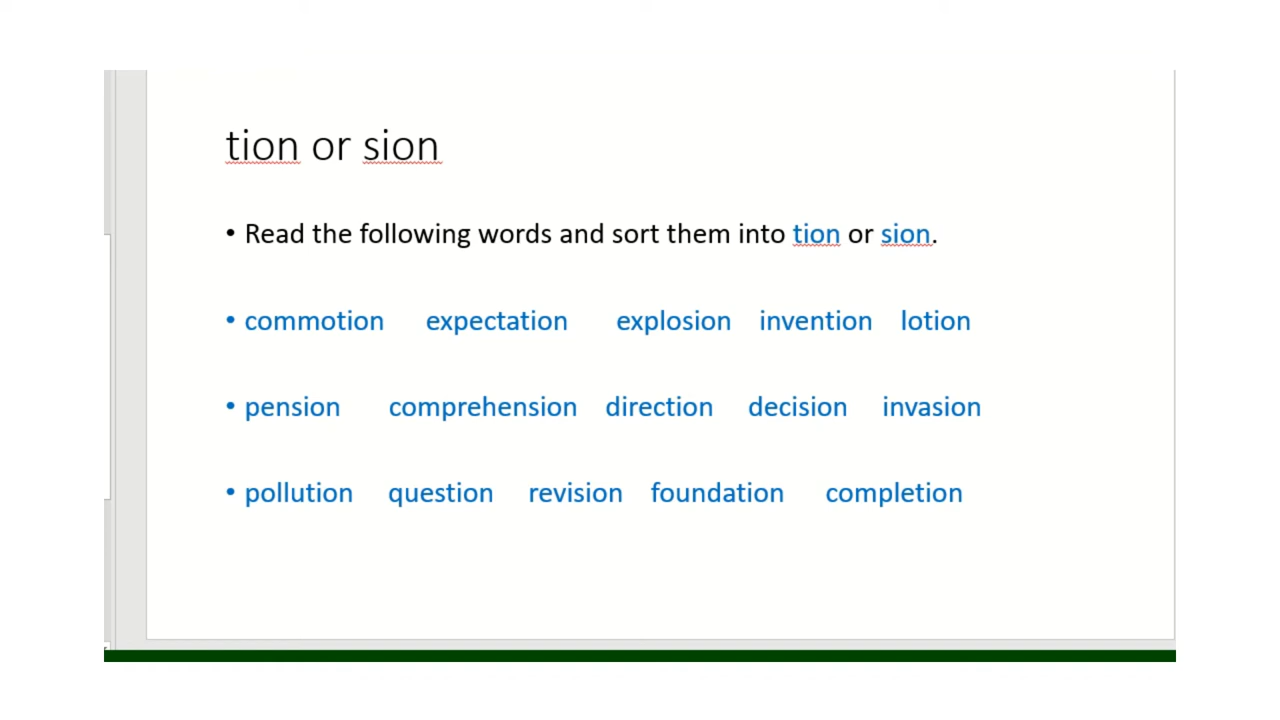 tion or sion
• Read the following words and sort them into tion or sion.
• commotion expectation explosion invention lotion
• pension comprehension direction decision invasion
• pollution question revision foundation completion